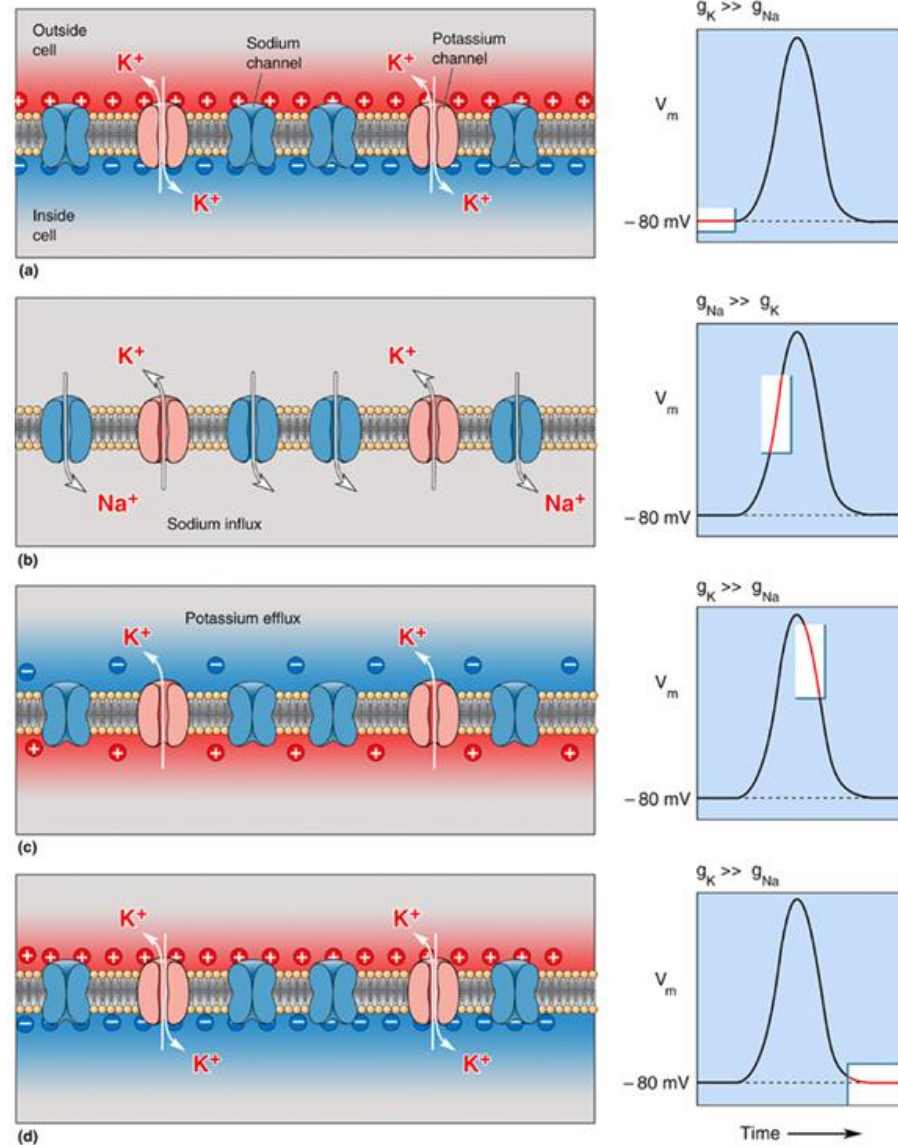 Outside
cell
Sodium
channel
Potassium
channel
K+
K+
K+
K+
Inside
cell
(a)
gK >> gNa
Vm
−80 mV
K+
K+
Na+
Na+
Sodium influx
(b)
gNa >> gK
Vm
−80 mV
Potassium efflux
K+
K+
(c)
gK >> gNa
Vm
−80 mV
K+
K+
K+
K+
(d)
gK >> gNa
Vm
−80 mV
Time